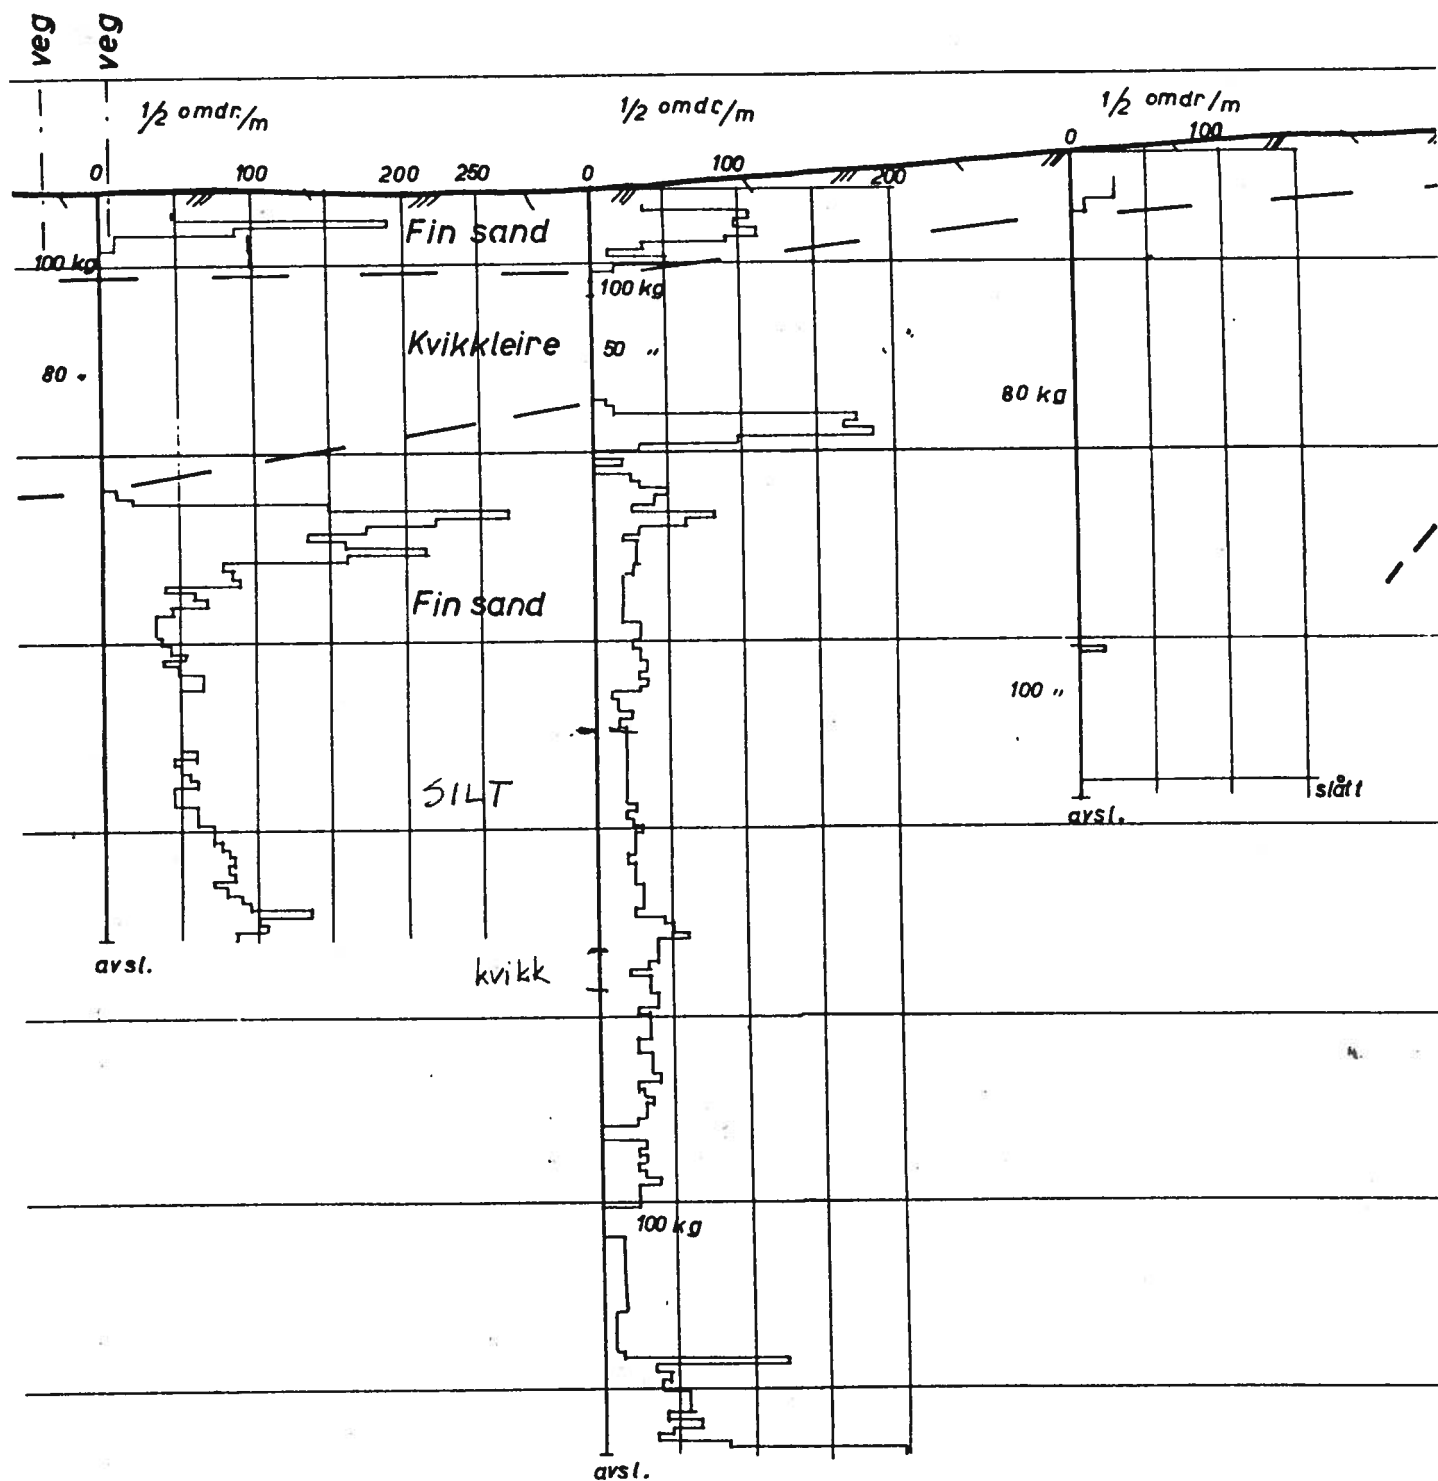 veg
veg
1/2 omdr./m
1/2 omdr/m
1/2 omdr/m
0 100 200 250
0 100 200
0 100
Fin sand
100 kg
100 kg
Kvikkleire
50 "
80 "
80 kg
Fin sand
100 "
SILT
slått
avsl.
avsl.
kvikk
100 kg
avsl.